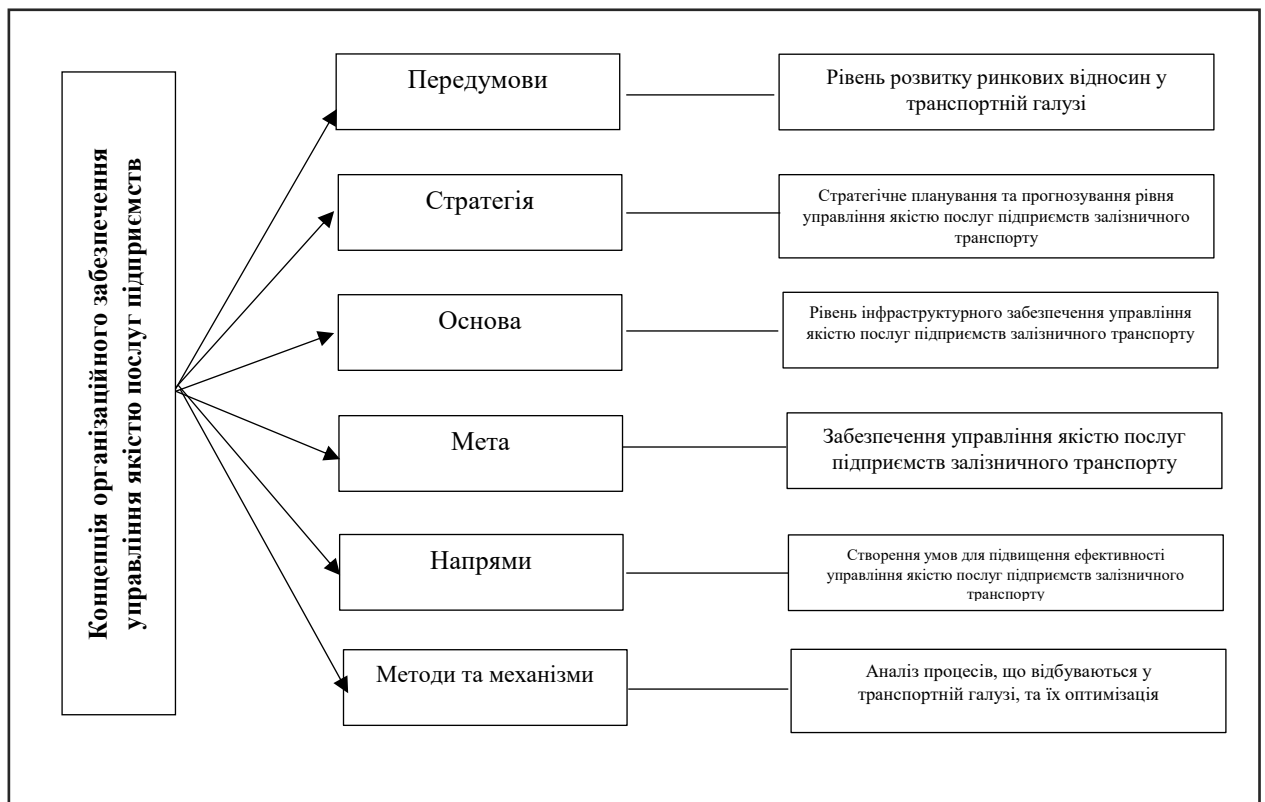 Концепція організаційного забезпечення
управління якістю послуг підприємств
Передумови
Рівень розвитку ринкових відносин у
транспортній галузі
Стратегія
Стратегічне планування та прогнозування рівня
управління якістю послуг підприємств залізничного
транспорту
Основа
Рівень інфраструктурного забезпечення управління
якістю послуг підприємств залізничного транспорту
Мета
Забезпечення управління якістю послуг
підприємств залізничного транспорту
Напрями
Створення умов для підвищення ефективності
управління якістю послуг підприємств залізничного
транспорту
Методи та механізми
Аналіз процесів, що відбуваються у
транспортній галузі, та їх оптимізація